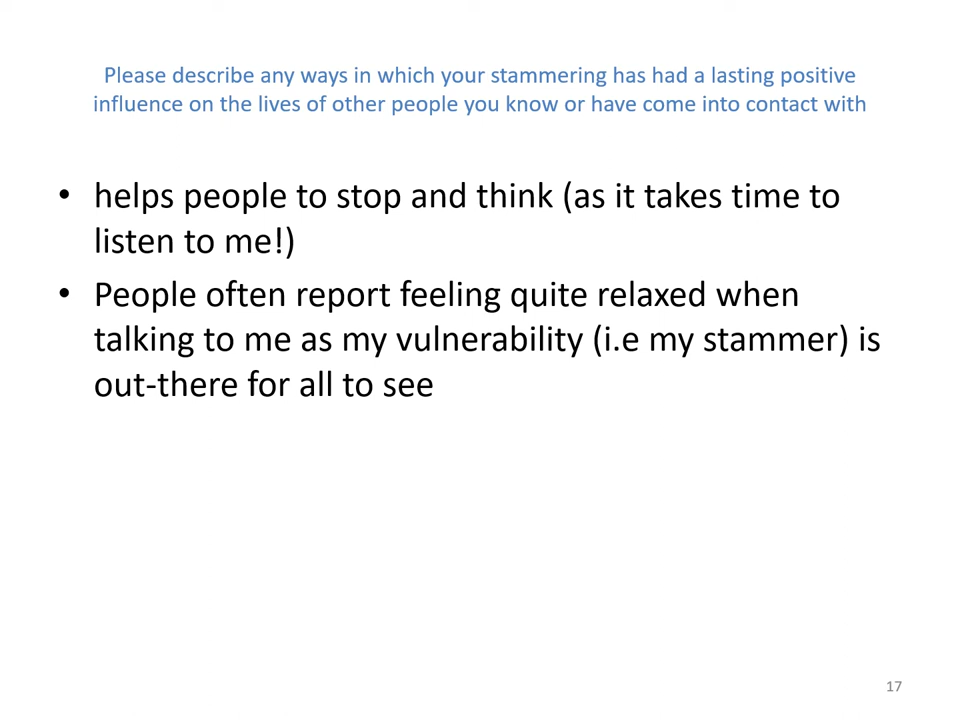 Please describe any ways in which your stammering has had a lasting positive
influence on the lives of other people you know or have come into contact with
• helps people to stop and think (as it takes time to
listen to me!)
• People often report feeling quite relaxed when
talking to me as my vulnerability (i.e my stammer) is
out-there for all to see
17